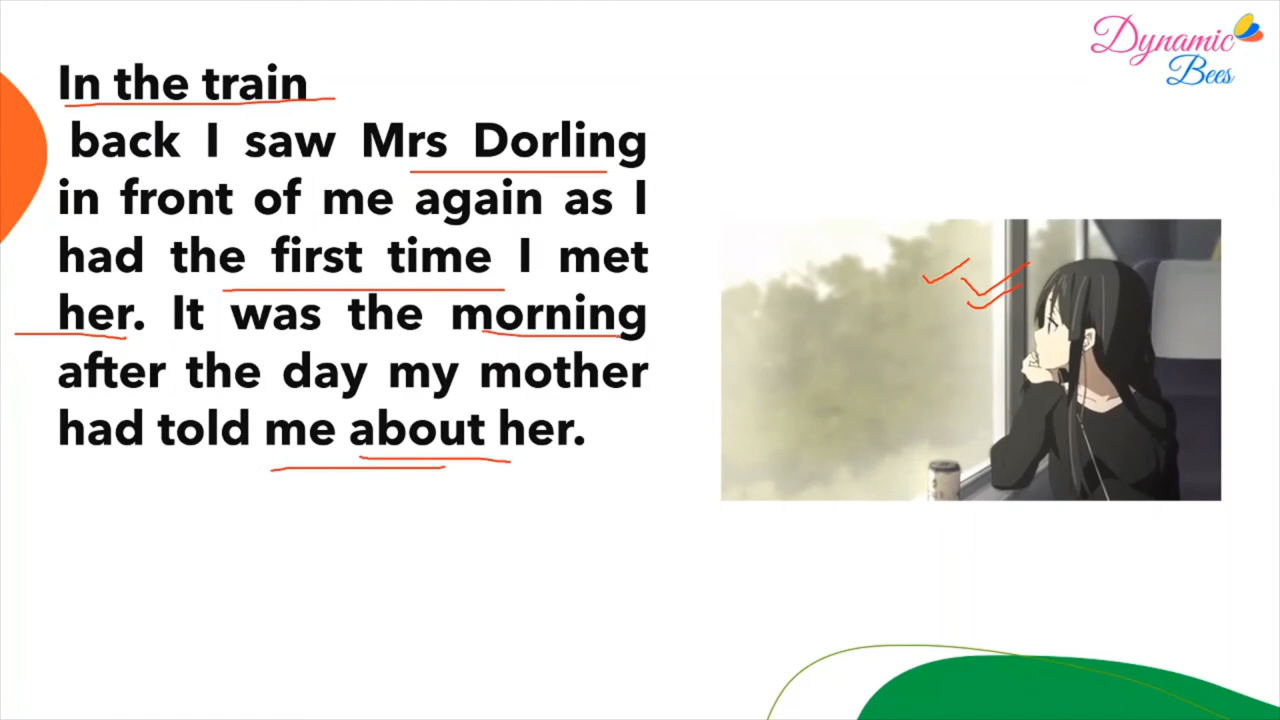 Dynamic
Bees
In the train
back I saw Mrs Dorling
in front of me again as I
had the first time I met
her. It was the morning
after the day my mother
had told me about her.